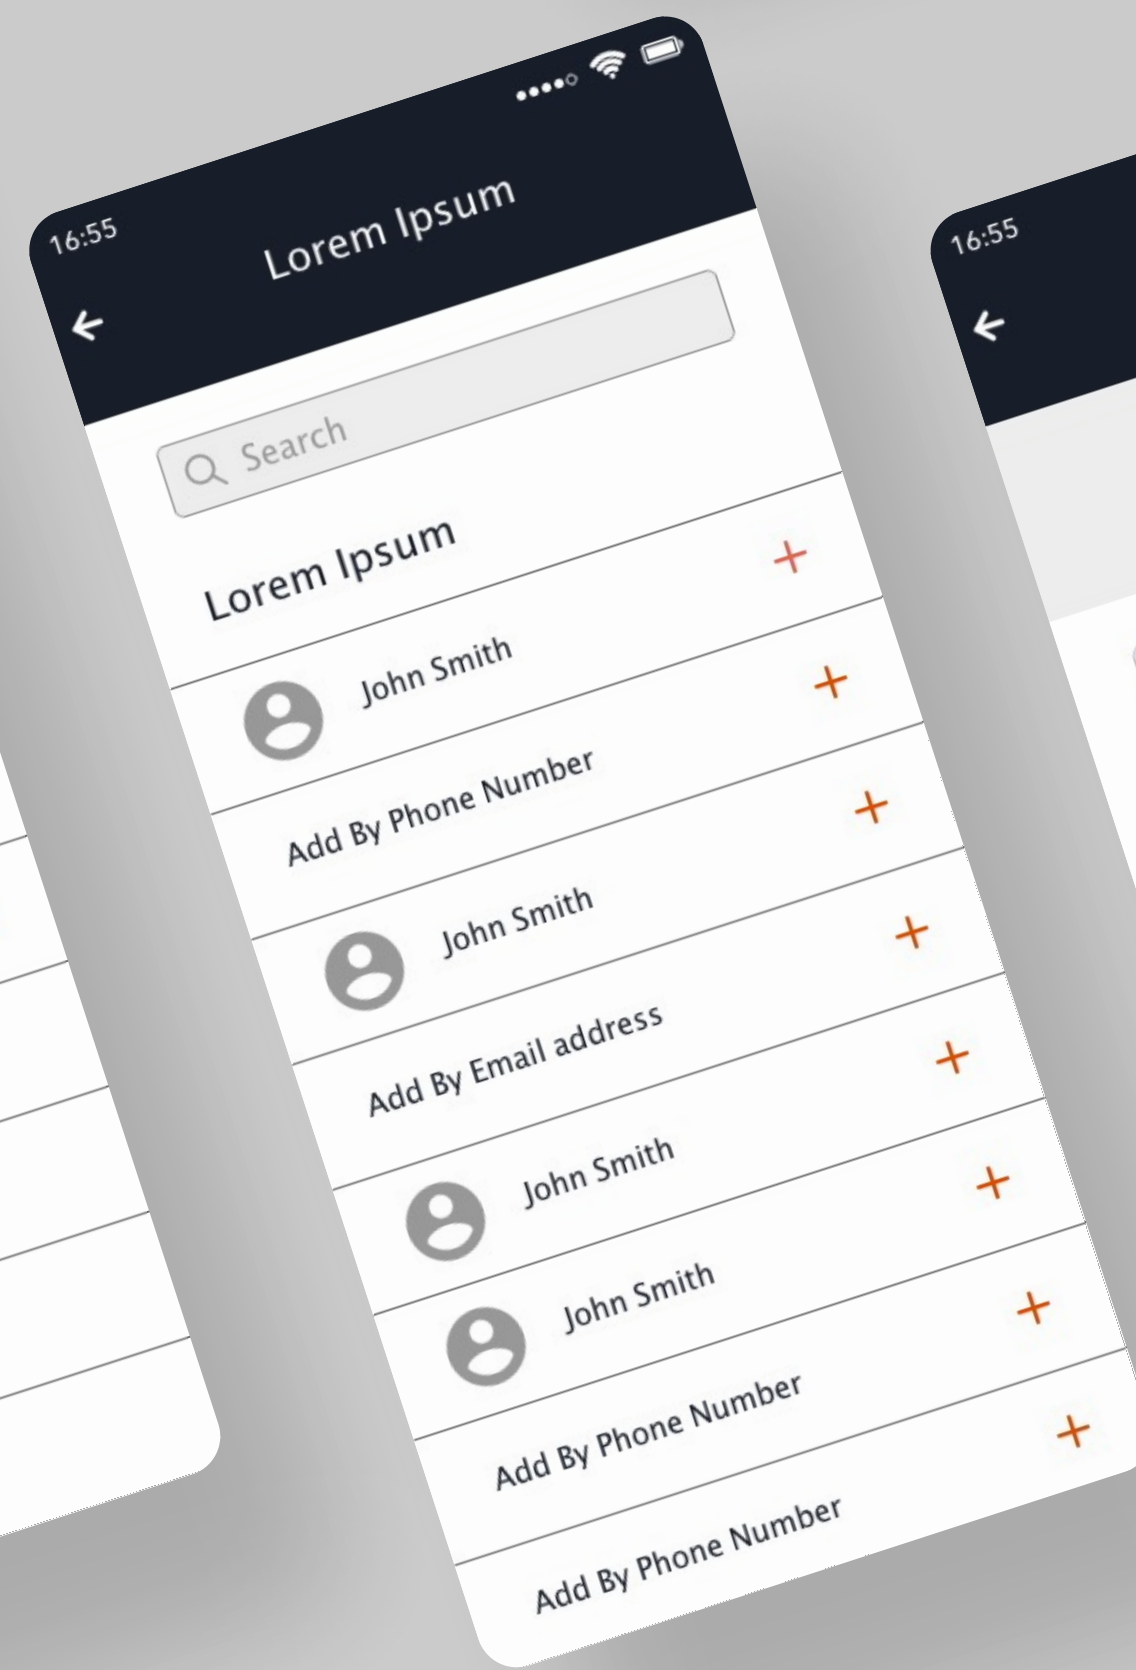 16:55
Lorem Ipsum
Search
Lorem Ipsum
John Smith
Add By Phone Number
John Smith
Add By Email address
John Smith
John Smith
Add By Phone Number
Add By Phone Number
16:55